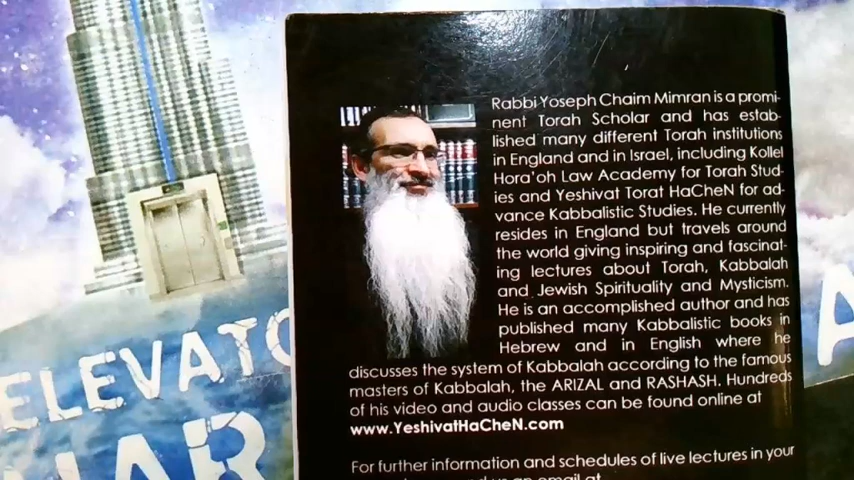 Rabbi Yoseph Chaim Mimran is a promi-
nent Torah Scholar and has estab-
lished many different Torah institutions
in England and in Israel, including Kollel
Hora'oh Law Academy for Torah Stud-
ies and Yeshivat Torat HaCheN for ad-
vance Kabbalistic Studies. He currently
resides in England but travels around
the world giving inspiring and fascinat-
ing lectures about Torah, Kabbalah
and Jewish Spirituality and Mysticism.
He is an accomplished author and has
published many Kabbalistic books in
Hebrew and in English where he
discusses the system of Kabbalah according to the famous
masters of Kabbalah, the ARIZAL and RASHASH. Hundreds
of his video and audio classes can be found online at
www.YeshivatHaCheN.com
For further information and schedules of live lectures in your
us an email at
ELEVATO
HAR
A